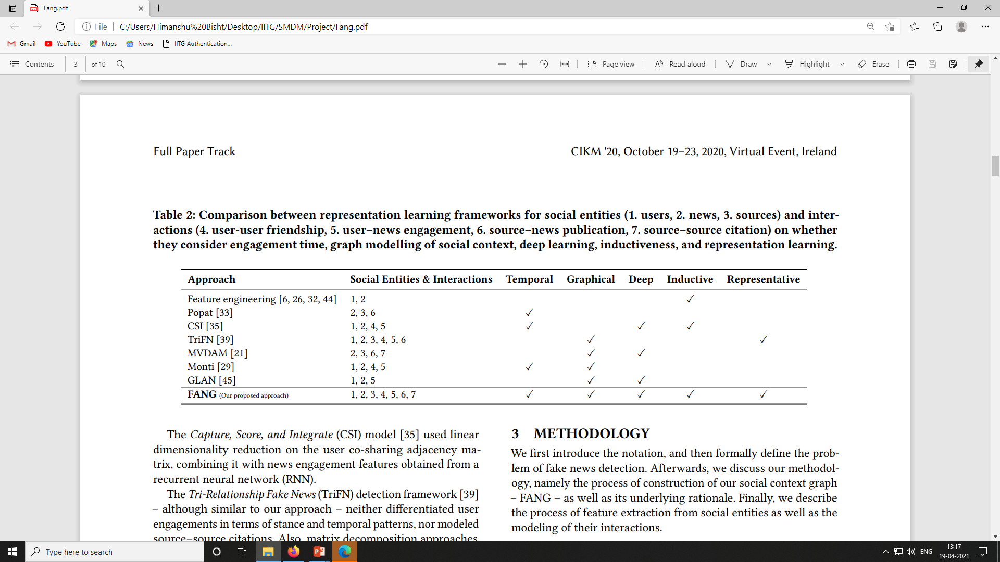 Fang.pdf
File
C:/Users/Himanshu%20Bisht/Desktop/IITG/SMDM/Project/Fang.pdf
Gmail YouTube Maps News IITG Authentication...
Contents 3 of 10 Page view Read aloud Draw Highlight Erase
Full Paper Track CIKM '20, October 19–23, 2020, Virtual Event, Ireland
Table 2: Comparison between representation learning frameworks for social entities (1. users, 2. news, 3. sources) and inter-
actions (4. user-user friendship, 5. user–news engagement, 6. source–news publication, 7. source–source citation) on whether
they consider engagement time, graph modelling of social context, deep learning, inductiveness, and representation learning.
Approach Social Entities & Interactions Temporal Graphical Deep Inductive Representative
Feature engineering [6, 26, 32, 44] 1, 2 ✓
Popat [33] 2, 3, 6 ✓
CSI [35] 1, 2, 4, 5 ✓ ✓ ✓
TriFN [39] 1, 2, 3, 4, 5, 6 ✓ ✓
MVDAM [21] 2, 3, 6, 7 ✓ ✓
Monti [29] 1, 2, 4, 5 ✓ ✓
GLAN [45] 1, 2, 5 ✓ ✓
FANG (Our proposed approach) 1, 2, 3, 4, 5, 6, 7 ✓ ✓ ✓ ✓ ✓
The Capture, Score, and Integrate (CSI) model [35] used linear
dimensionality reduction on the user co-sharing adjacency ma-
trix, combining it with news engagement features obtained from a
recurrent neural network (RNN).
The Tri-Relationship Fake News (TriFN) detection framework [39]
– although similar to our approach – neither differentiated user
engagements in terms of stance and temporal patterns, nor modeled
source–source citations. Also, matrix decomposition approaches,
3 METHODOLOGY
We first introduce the notation, and then formally define the prob-
lem of fake news detection. Afterwards, we discuss our methodol-
ogy, namely the process of construction of our social context graph
– FANG – as well as its underlying rationale. Finally, we describe
the process of feature extraction from social entities as well as the
modeling of their interactions.
Type here to search
ENG
13:17
19-04-2021